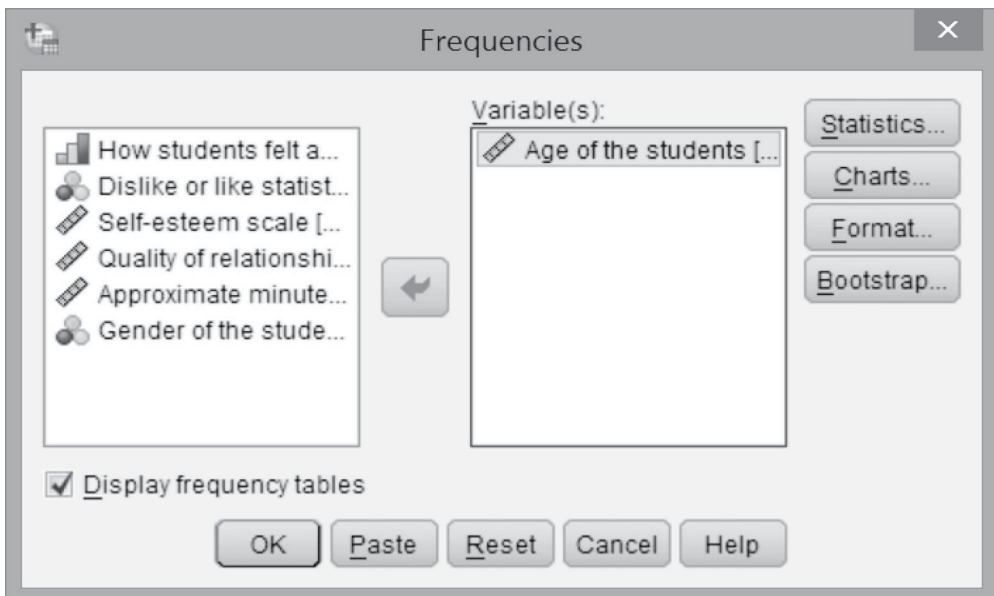 Frequencies
How students felt a...
Dislike or like statist...
Self-esteem scale [...
Quality of relationshi...
Approximate minute...
Gender of the stude...
Variable(s):
Age of the students [...
Statistics...
Charts...
Format...
Bootstrap...
Display frequency tables
OK Paste Reset Cancel Help